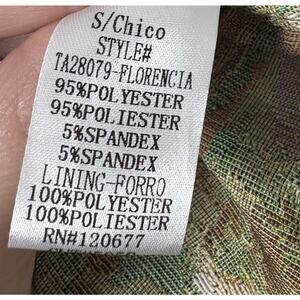 S/Chico
STYLE#
TA28079-FLORENCIA
95%POLYESTER
95%POLIESTER
5%SPANDEX
5%SPANDEX
LINING-FORRO
100%POLYESTER
100%POLIESTER
RN#120677